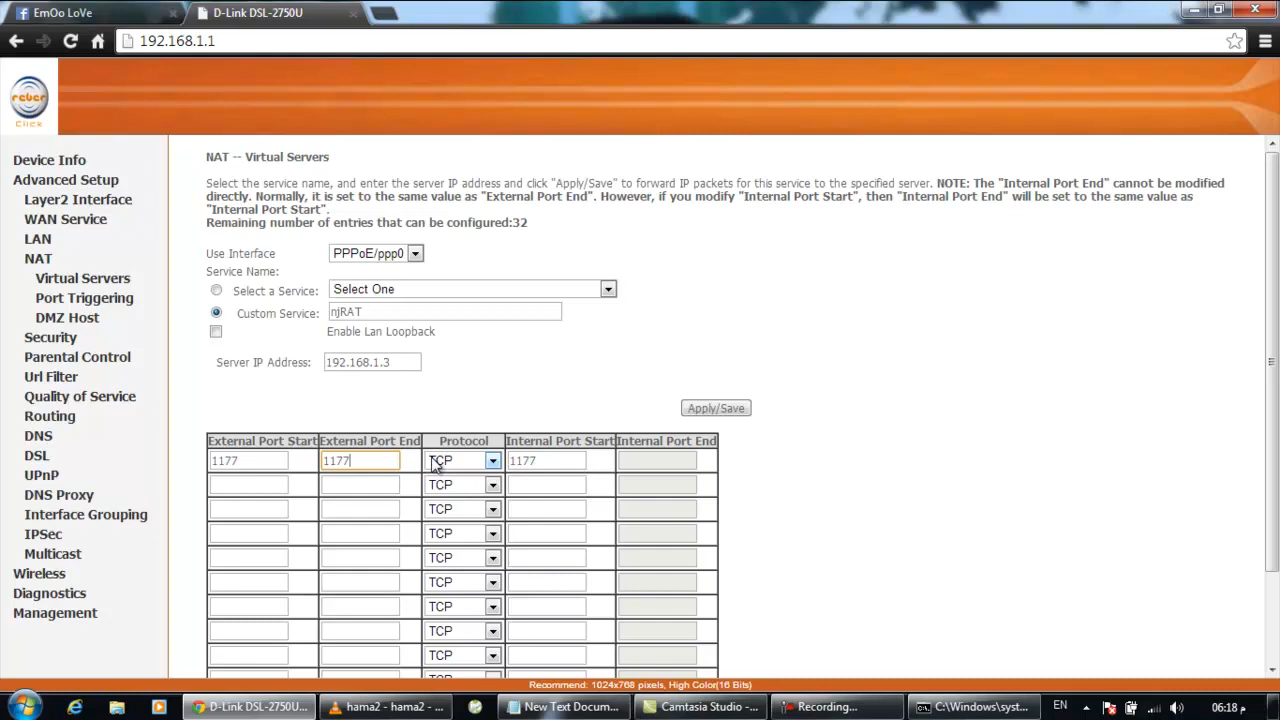 EmOo LoVe
D-Link DSL-2750U
192.168.1.1
reber
Click
Device Info
Advanced Setup
Layer2 Interface
WAN Service
LAN
NAT
Virtual Servers
Port Triggering
DMZ Host
Security
Parental Control
Url Filter
Quality of Service
Routing
DNS
DSL
UPnP
DNS Proxy
Interface Grouping
IPSec
Multicast
Wireless
Diagnostics
Management
NAT -- Virtual Servers
Select the service name, and enter the server IP address and click "Apply/Save" to forward IP packets for this service to the specified server. NOTE: The "Internal Port End" cannot be modified
directly. Normally, it is set to the same value as "External Port End". However, if you modify "Internal Port Start", then "Internal Port End" will be set to the same value as
"Internal Port Start".
Remaining number of entries that can be configured:32
Use Interface PPPoE/ppp0
Service Name:
Select a Service: Select One
Custom Service: njRAT
Enable Lan Loopback
Server IP Address: 192.168.1.3
Apply/Save
External Port Start External Port End Protocol Internal Port Start Internal Port End
1177 1177 TCP 1177
TCP
TCP
TCP
TCP
TCP
TCP
TCP
TCP
Recommend: 1024x768 pixels, High Color(16 Bits)
D-Link DSL-2750U... hama2 - hama2 - ... New Text Docum... Camtasia Studio -... Recording... C:\Windows\syst... EN 06:18 م